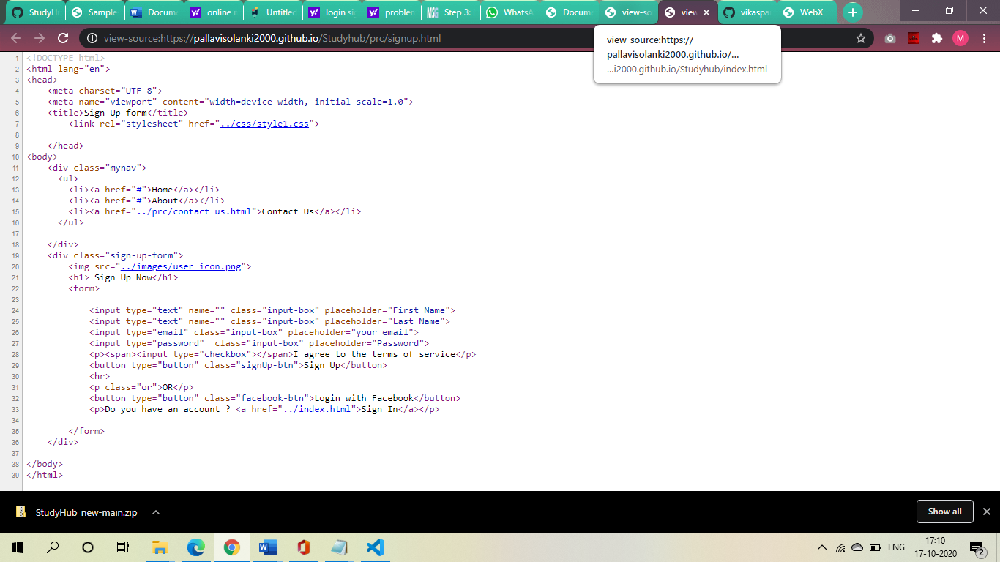 StudyHu
Sample
Docume
online r
Untitled
login si
problen
Step 3:
WhatsA
Docum
view-so
view
vikaspa
WebX
view-source:https://pallavisolanki2000.github.io/Studyhub/prc/signup.html
M
view-source:https://
pallavisolanki2000.github.io/...
...i2000.github.io/Studyhub/index.html
1 <!DOCTYPE html>
2 <html lang="en">
3 <head>
4 <meta charset="UTF-8">
5 <meta name="viewport" content="width=device-width, initial-scale=1.0">
6 <title>Sign Up form</title>
7 <link rel="stylesheet" href="../css/style1.css">
8
9 </head>
10 <body>
11 <div class="mynav">
12 <ul>
13 <li><a href="#">Home</a></li>
14 <li><a href="#">About</a></li>
15 <li><a href="../prc/contact us.html">Contact Us</a></li>
16 </ul>
17
18 </div>
19 <div class="sign-up-form">
20 <img src="../images/user icon.png">
21 <h1> Sign Up Now</h1>
22 <form>
23
24 <input type="text" name="" class="input-box" placeholder="First Name">
25 <input type="text" name="" class="input-box" placeholder="Last Name">
26 <input type="email" class="input-box" placeholder="your email">
27 <input type="password"  class="input-box" placeholder="Password">
28 <p><span><input type="checkbox"></span>I agree to the terms of service</p>
29 <button type="button" class="signUp-btn">Sign Up</button>
30 <hr>
31 <p class="or">OR</p>
32 <button type="button" class="facebook-btn">Login with Facebook</button>
33 <p>Do you have an account ? <a href="../index.html">Sign In</a></p>
34
35 </form>
36 </div>
37
38 </body>
39 </html>
StudyHub_new-main.zip
Show all
ENG
17:10
17-10-2020
2